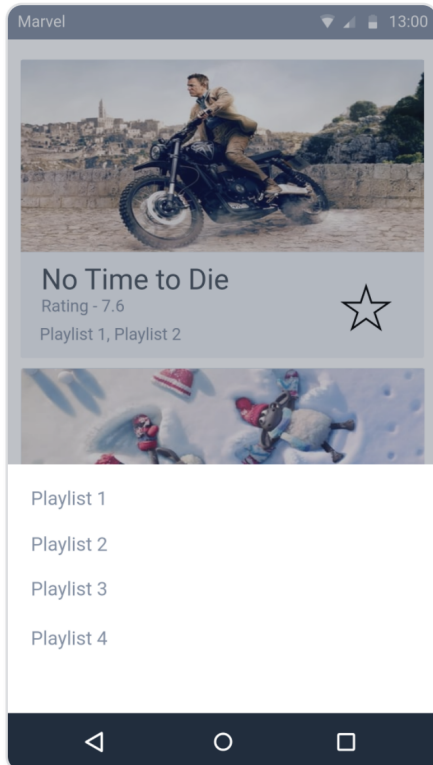 Marvel 13:00
No Time to Die
Rating - 7.6
Playlist 1, Playlist 2
Playlist 1
Playlist 2
Playlist 3
Playlist 4